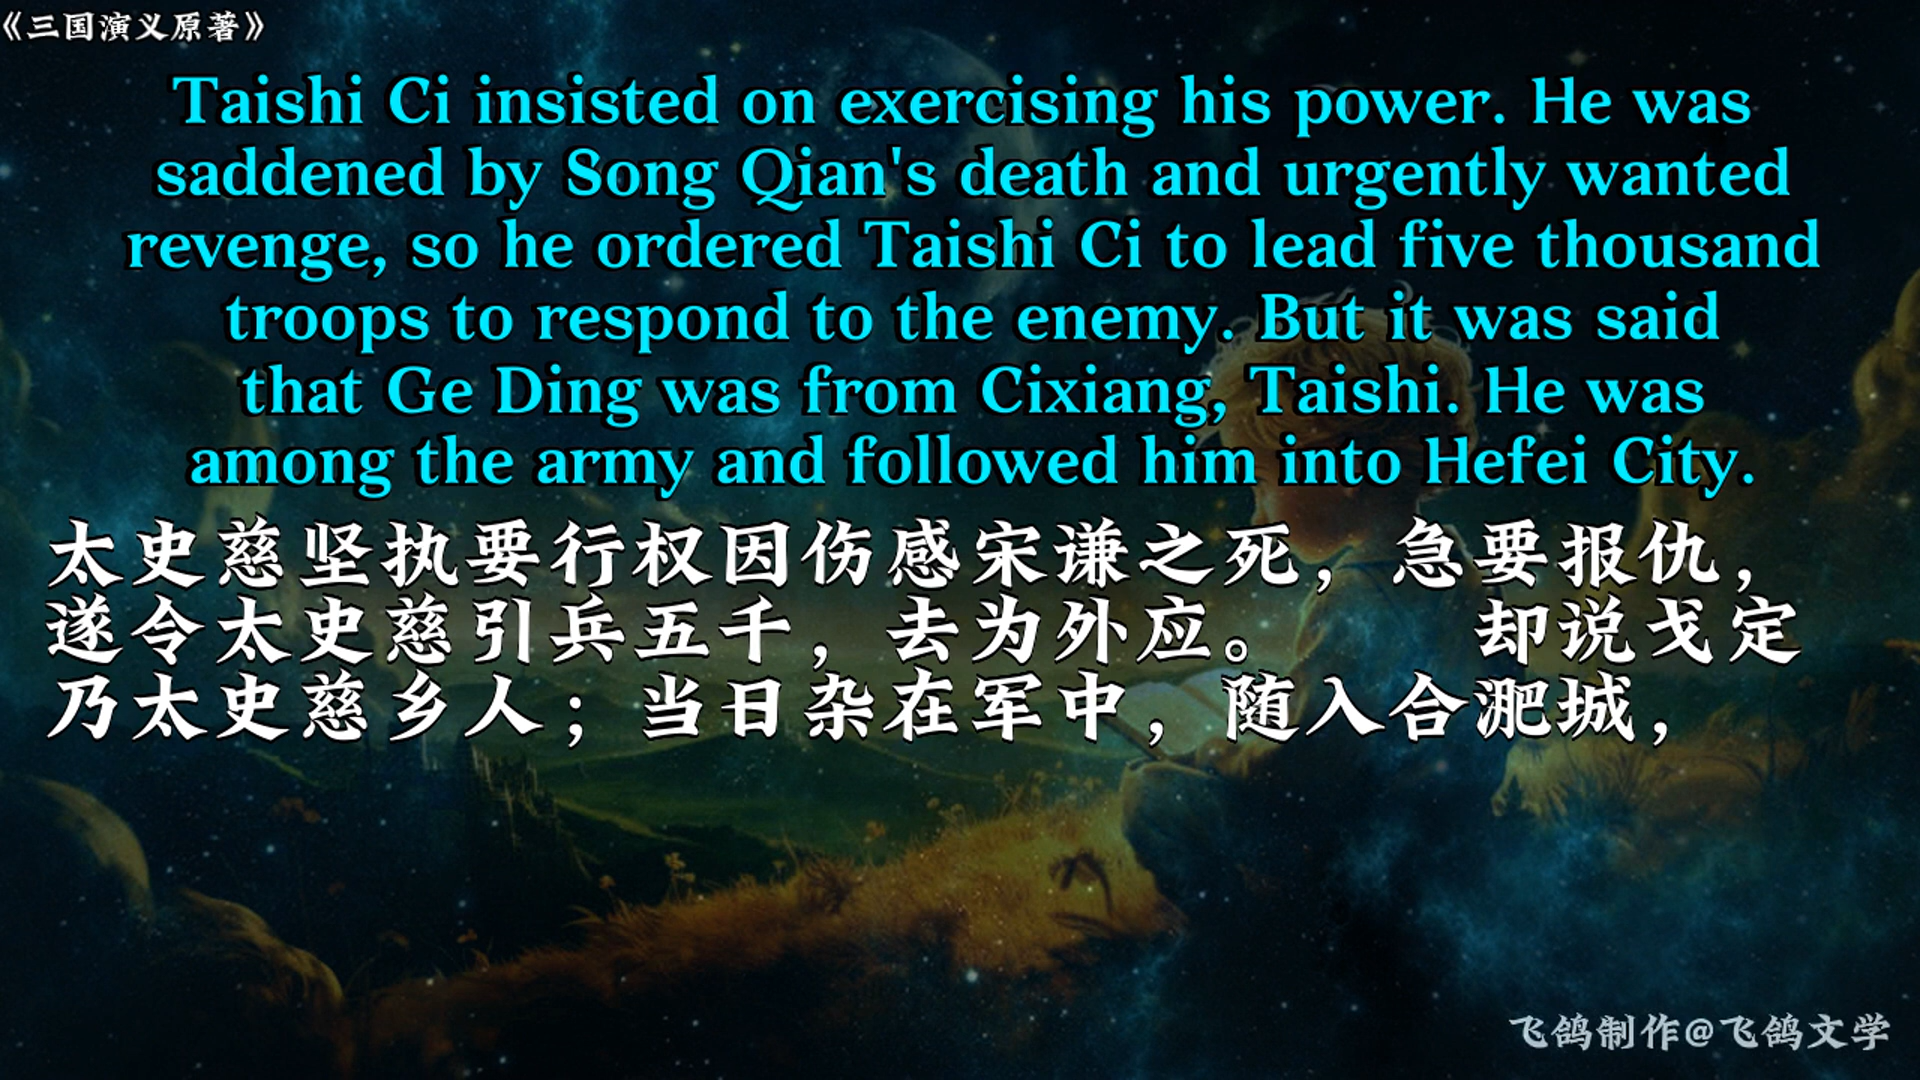 《三国演义原著》
Taishi Ci insisted on exercising his power. He was
saddened by Song Qian's death and urgently wanted
revenge, so he ordered Taishi Ci to lead five thousand
troops to respond to the enemy. But it was said
that Ge Ding was from Cixiang, Taishi. He was
among the army and followed him into Hefei City.
太史慈坚执要行权因伤感宋谦之死，急要报仇，
遂令太史慈引兵五千，去为外应。　　却说戈定
乃太史慈乡人；当日杂在军中，随入合淝城，
飞鸽制作@飞鸽文学